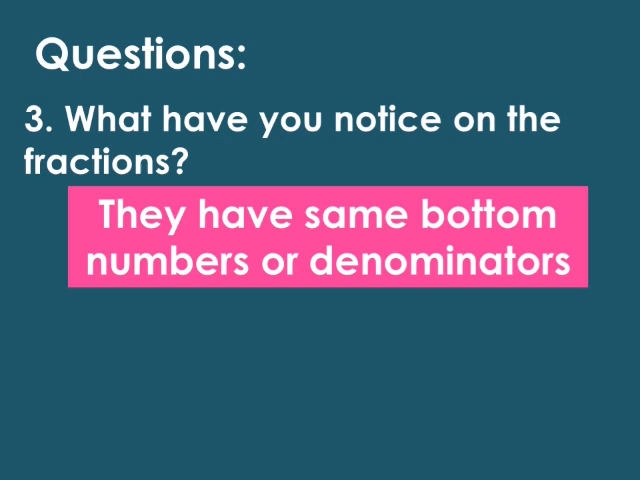 Questions:
3. What have you notice on the
fractions?
They have same bottom
numbers or denominators